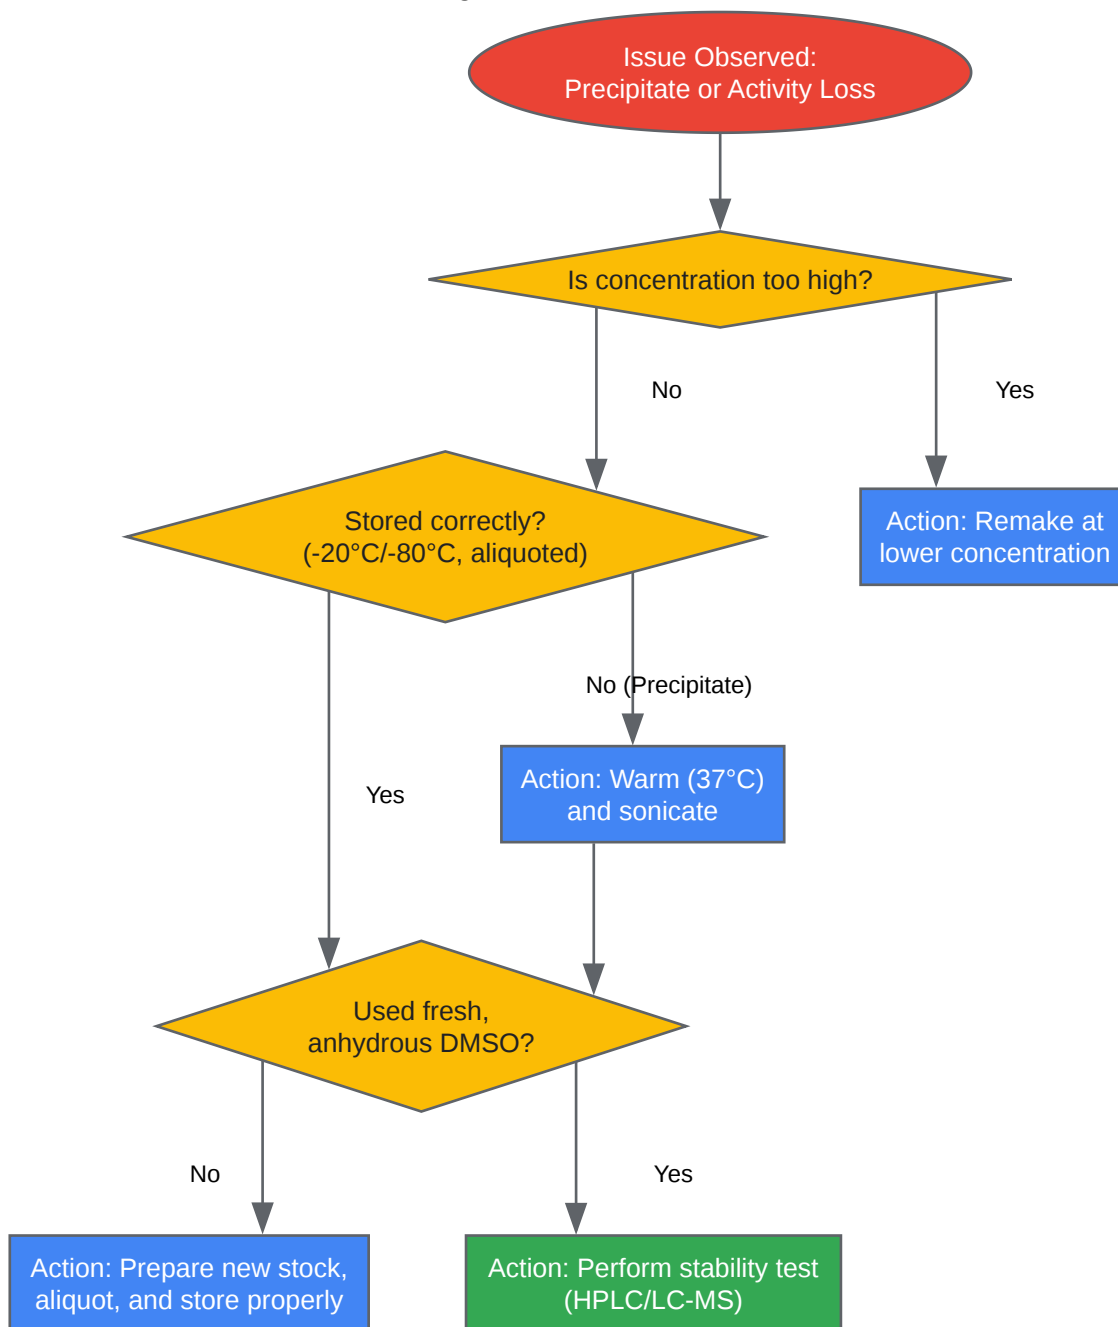 Issue Observed:
Precipitate or Activity Loss
Is concentration too high?
No
Yes
Stored correctly?
(-20°C/-80°C, aliquoted)
Action: Remake at
lower concentration
No (Precipitate)
Action: Warm (37°C)
and sonicate
Yes
Used fresh,
anhydrous DMSO?
No
Yes
Action: Prepare new stock,
aliquot, and store properly
Action: Perform stability test
(HPLC/LC-MS)